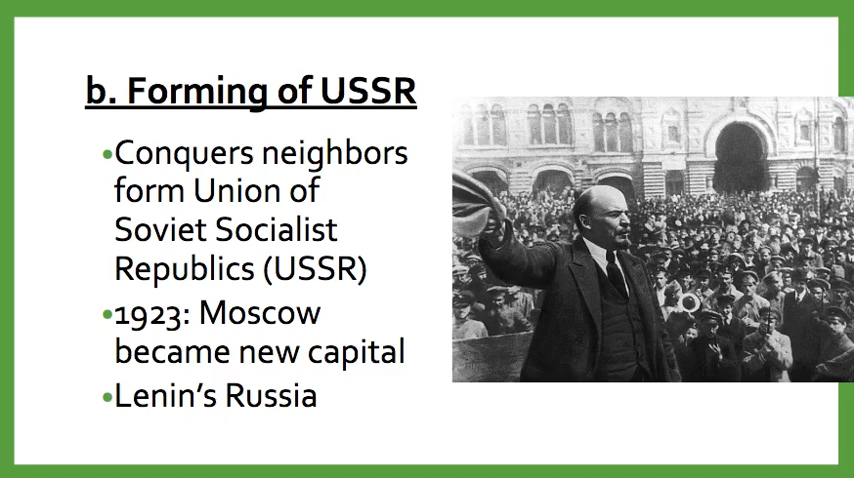 b. Forming of USSR
•Conquers neighbors
form Union of
Soviet Socialist
Republics (USSR)
•1923: Moscow
became new capital
•Lenin’s Russia